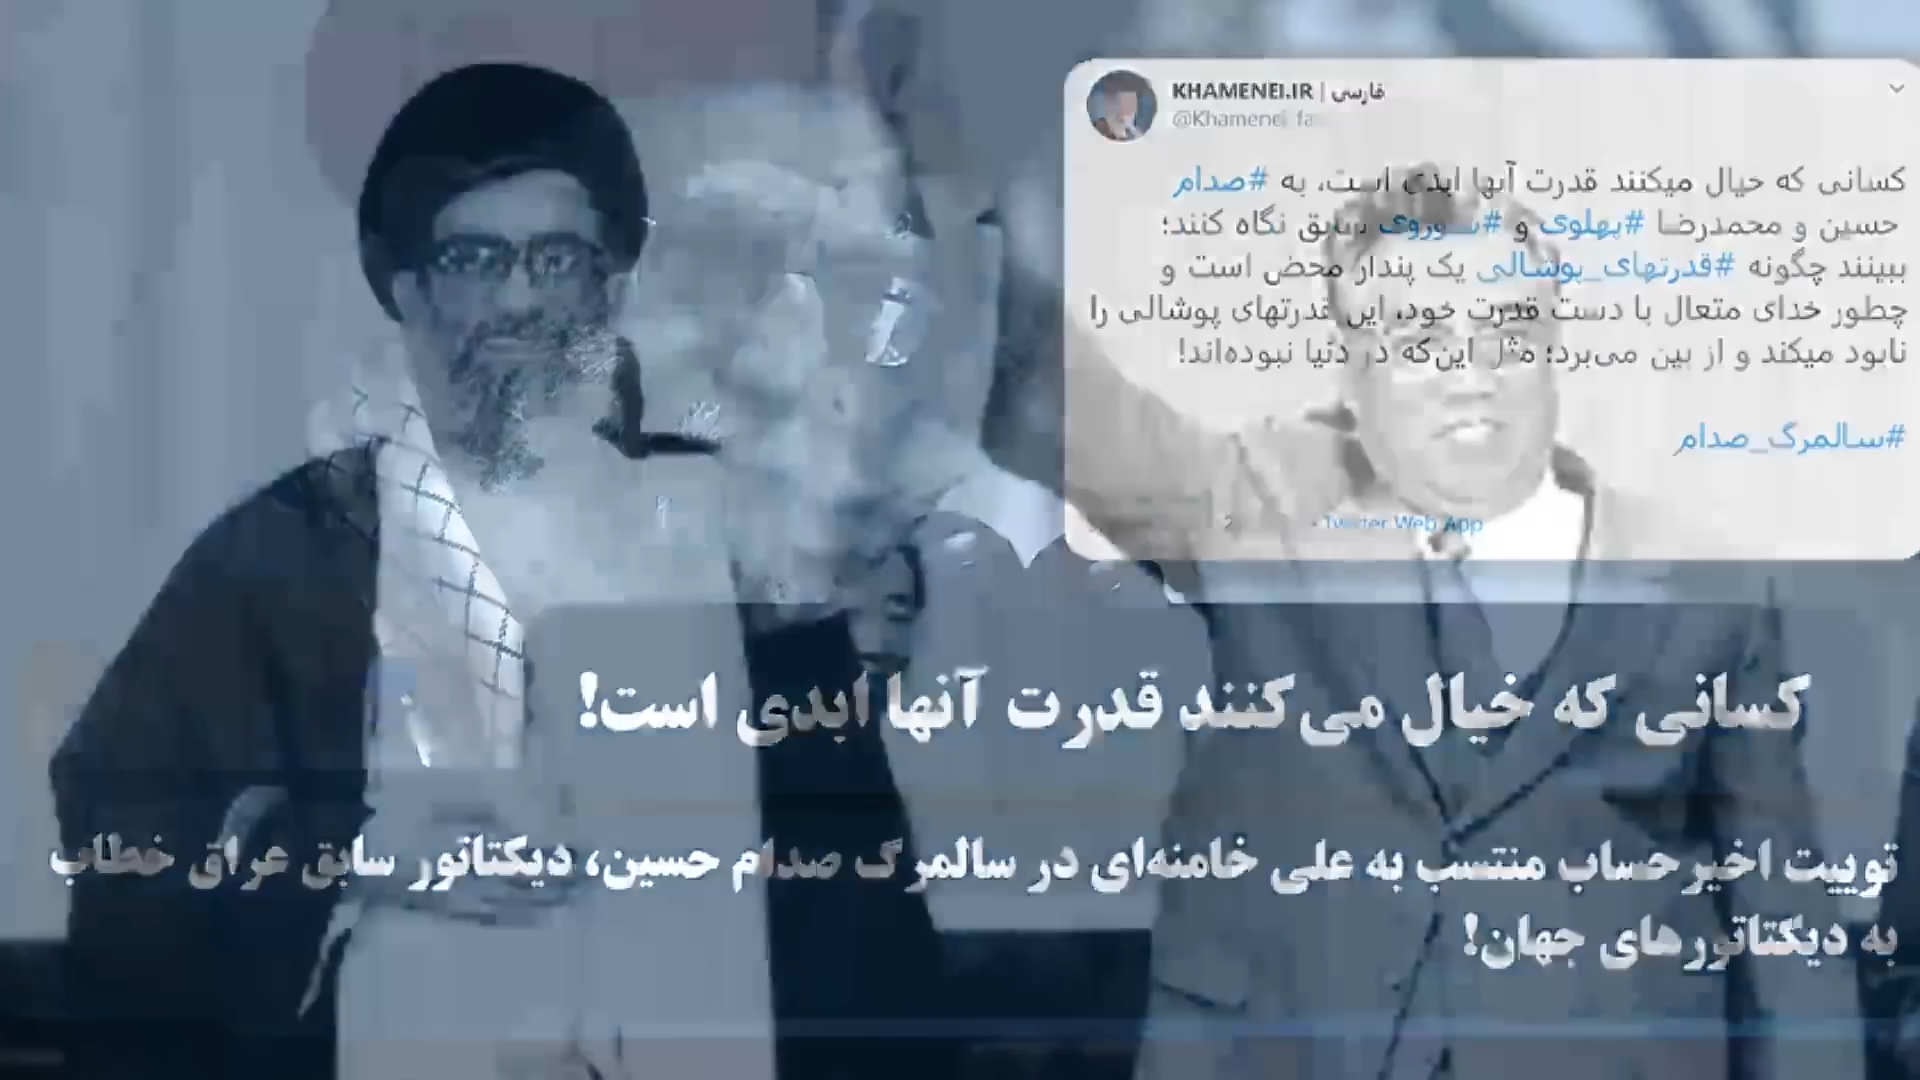 KHAMENEI.IR | فارسی
@Khamenei_fa
کسانی که خیال میکنند قدرت آنها ابدی است، به #صدام
حسین و محمدرضا #پهلوی و #شوروی سابق نگاه کنند؛
ببینند چگونه #قدرتهای_پوشالی یک پندار محض است و
چطور خدای متعال با دست قدرت خود، این قدرتهای پوشالی را
نابود میکند و از بین می‌برد؛ مثل این‌که در دنیا نبوده‌اند!
#سالمرگ_صدام
Twitter Web App
کسانی که خیال می‌کنند قدرت آنها ابدی است!
توییت اخیر حساب منتسب به علی خامنه‌ای در سالمرگ صدام حسین، دیکتاتور سابق عراق خطاب
به دیکتاتورهای جهان!